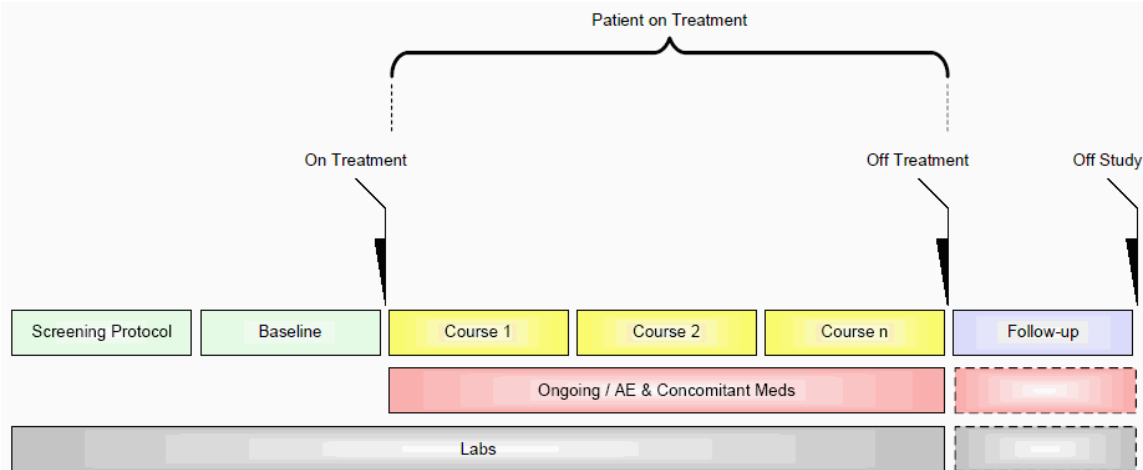 Patient on Treatment
On Treatment
Off Treatment
Off Study
Screening Protocol
Baseline
Course 1
Course 2
Course n
Follow-up
Ongoing / AE & Concomitant Meds
Labs